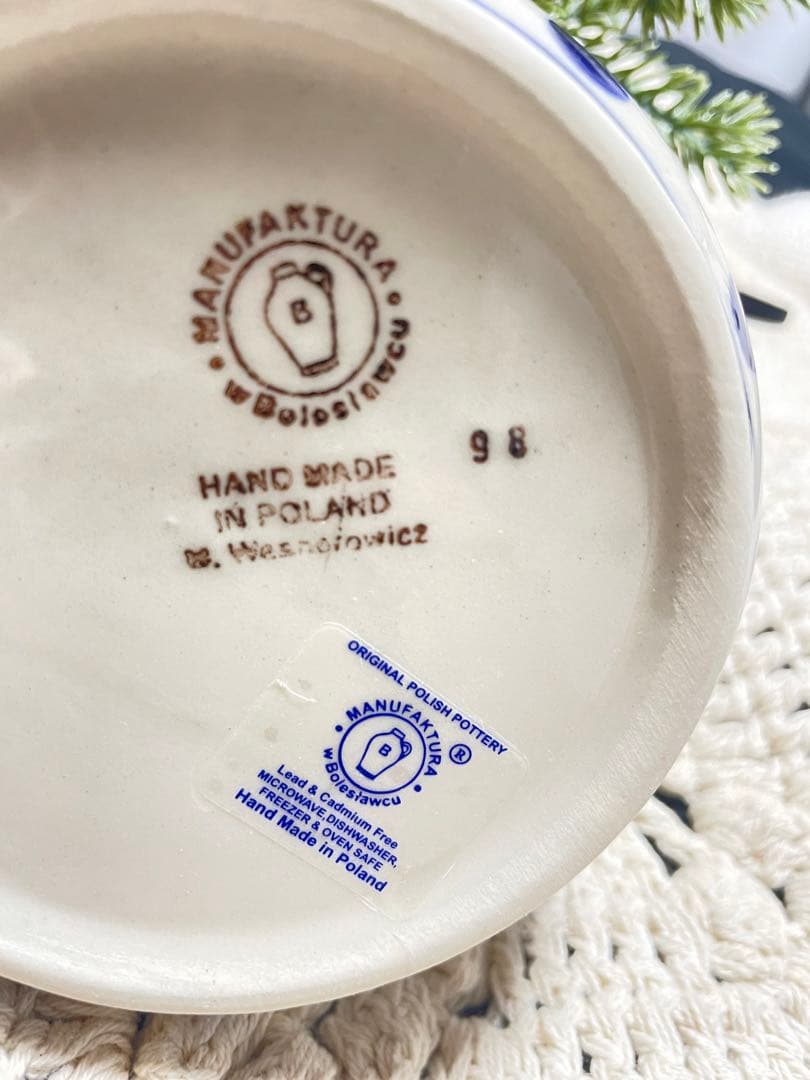 MANUFAKTURA
B
w Bolesławcu
HAND MADE
IN POLAND
98
ORIGINAL POLISH POTTERY
MANUFAKTURA ®
B
w Bolesławcu
Lead & Cadmium Free
MICROWAVE,DISHWASHER,
FREEZER & OVEN SAFE
Hand Made in Poland